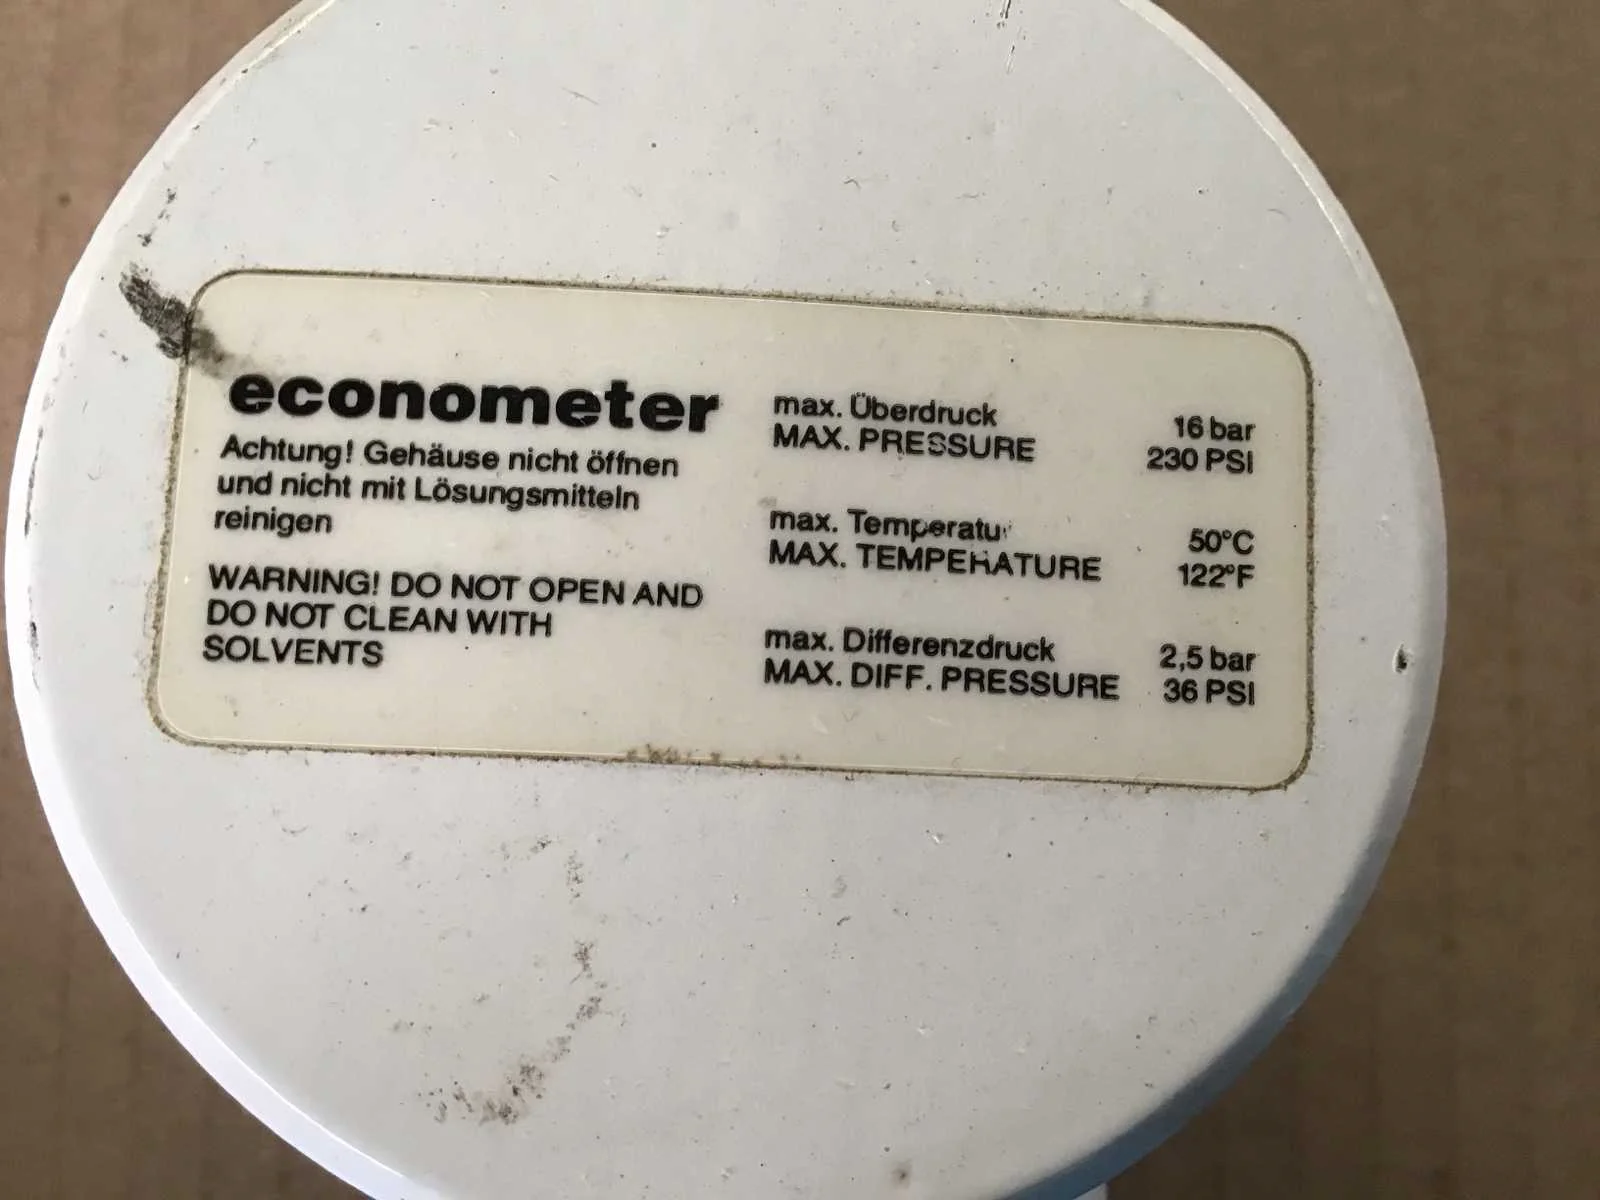 econometer
Achtung! Gehäuse nicht öffnen
und nicht mit Lösungsmitteln
reinigen
WARNING! DO NOT OPEN AND
DO NOT CLEAN WITH
SOLVENTS
max. Überdruck 16 bar
MAX. PRESSURE 230 PSI
max. Temperatur 50°C
MAX. TEMPERATURE 122°F
max. Differenzdruck 2,5 bar
MAX. DIFF. PRESSURE 36 PSI